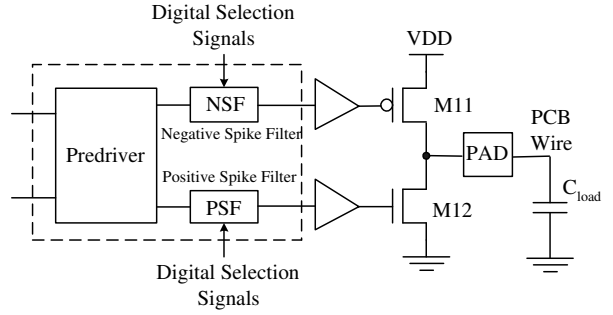 Digital Selection
Signals
VDD
NSF
M11
Negative Spike Filter
PCB
Wire
Predriver
PAD
Positive Spike Filter
C_load
PSF
M12
Digital Selection
Signals